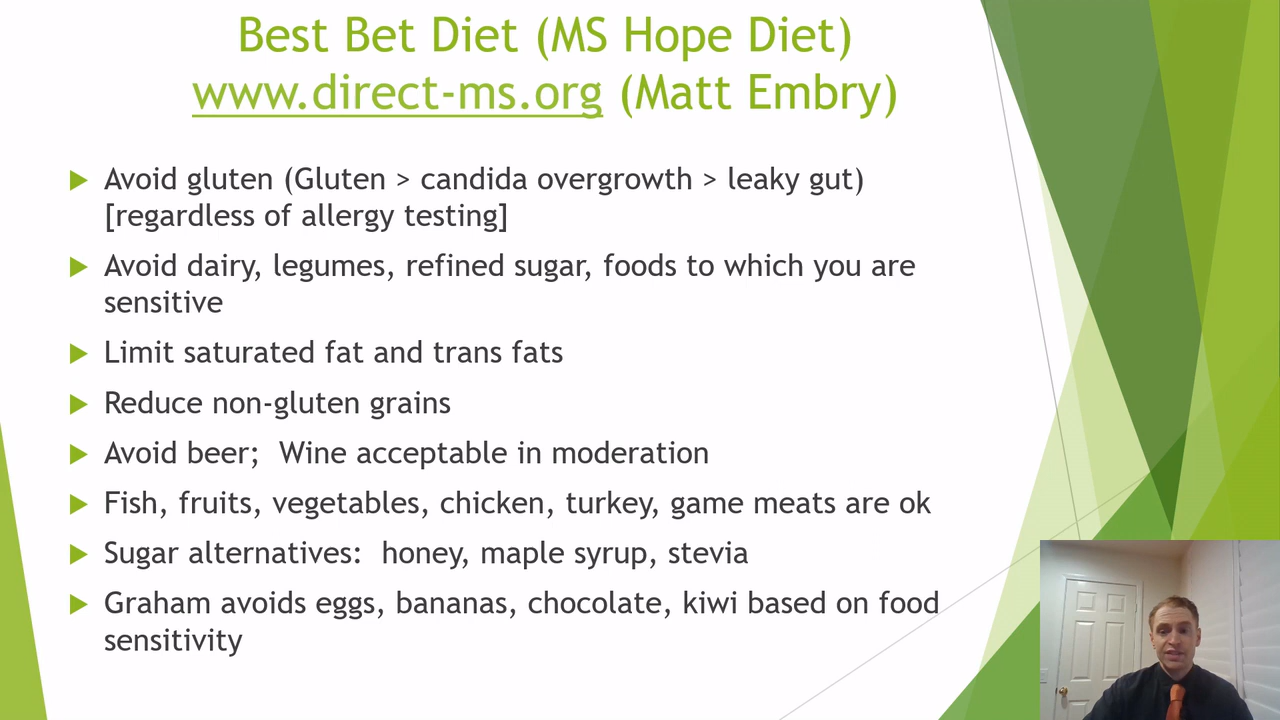 Best Bet Diet (MS Hope Diet)
www.direct-ms.org (Matt Embry)
Avoid gluten (Gluten > candida overgrowth > leaky gut)
[regardless of allergy testing]
Avoid dairy, legumes, refined sugar, foods to which you are
sensitive
Limit saturated fat and trans fats
Reduce non-gluten grains
Avoid beer;  Wine acceptable in moderation
Fish, fruits, vegetables, chicken, turkey, game meats are ok
Sugar alternatives:  honey, maple syrup, stevia
Graham avoids eggs, bananas, chocolate, kiwi based on food
sensitivity